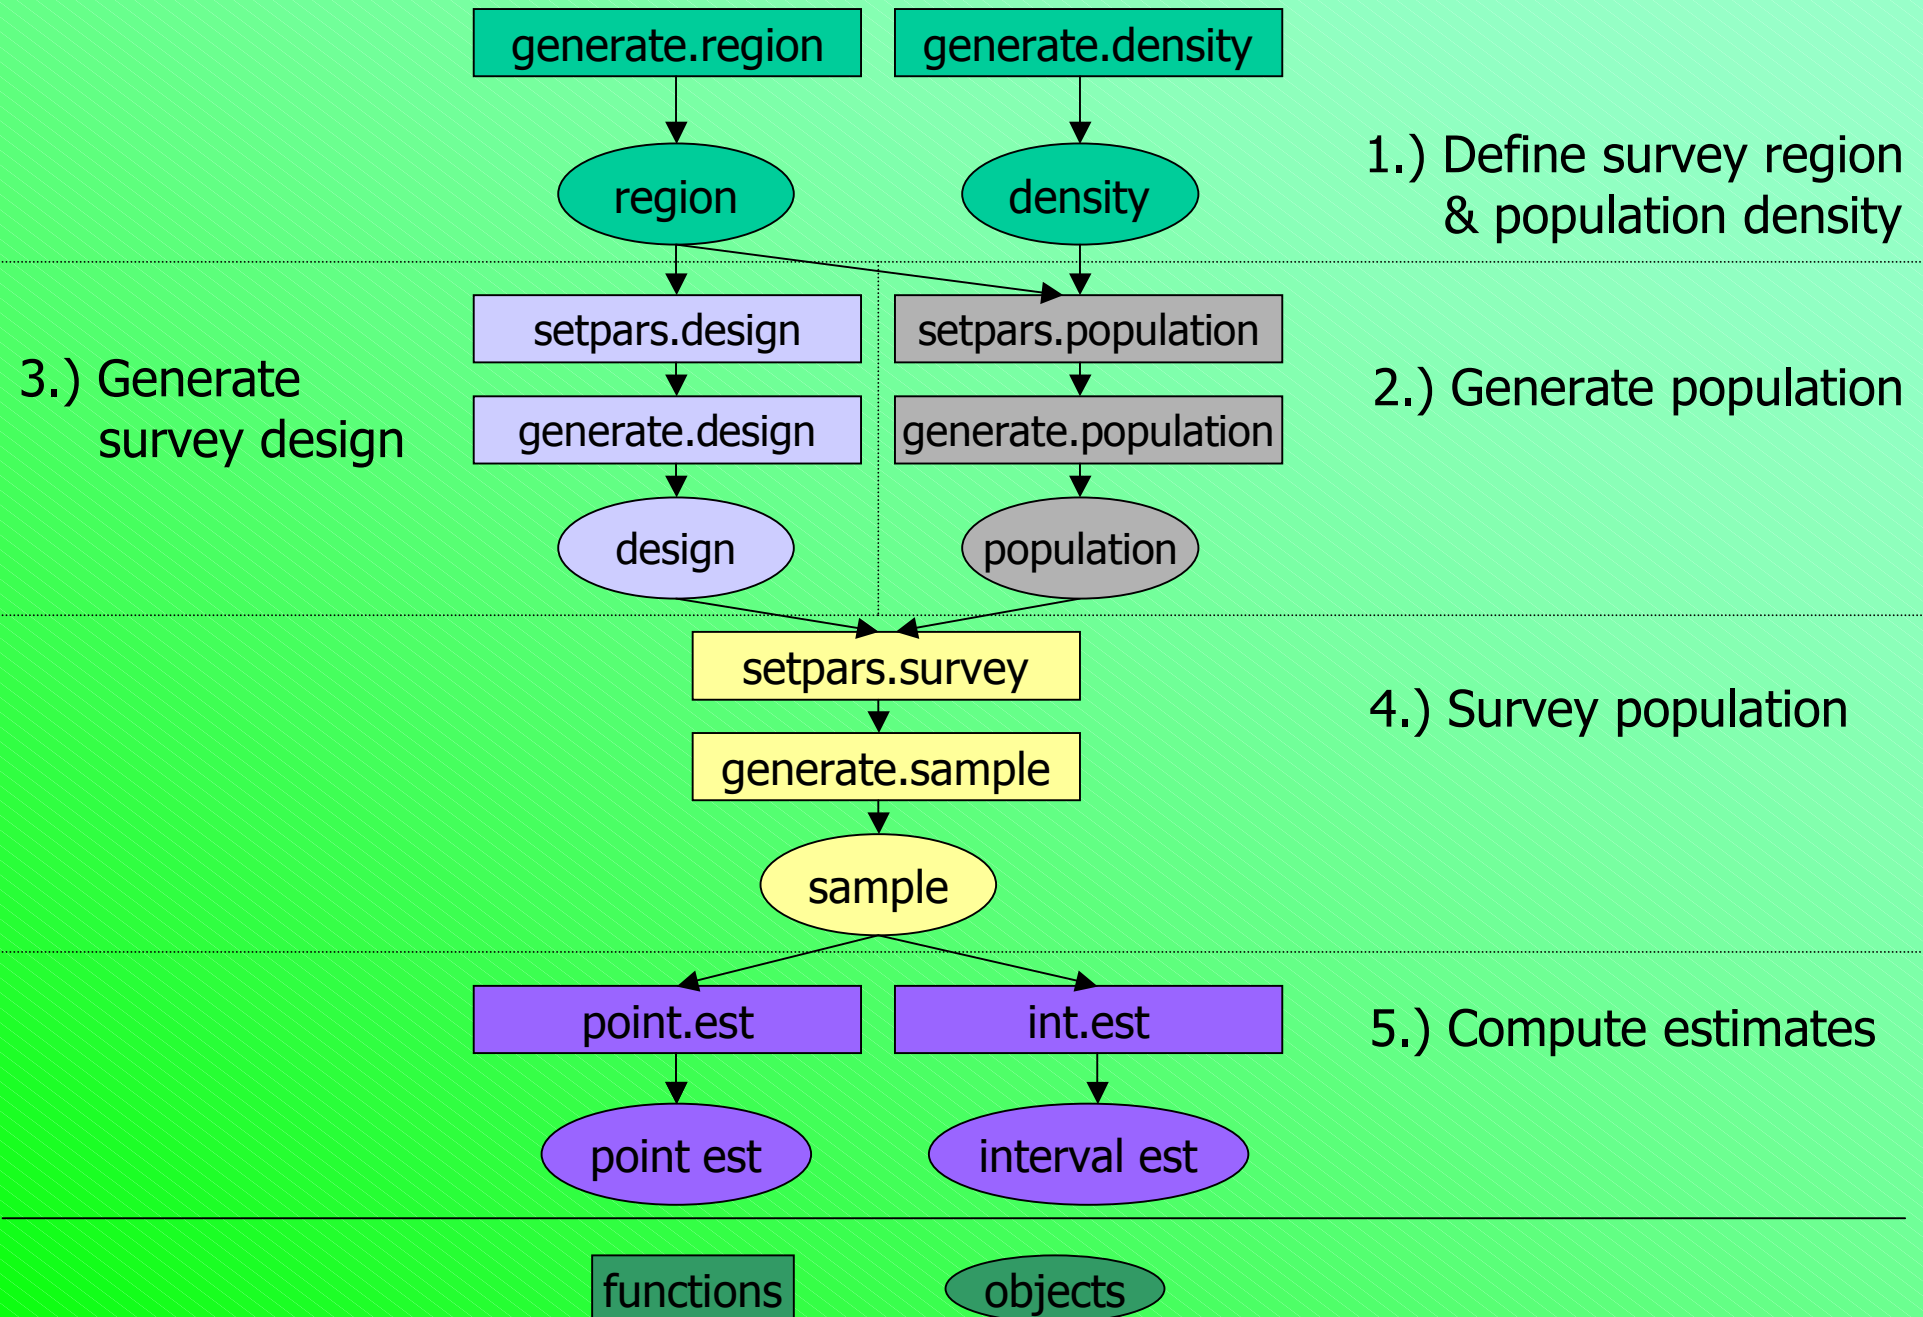 generate.region
generate.density
1.) Define survey region
& population density
region
density
setpars.design
setpars.population
3.) Generate
survey design
2.) Generate population
generate.design
generate.population
design
population
setpars.survey
4.) Survey population
generate.sample
sample
point.est
int.est
5.) Compute estimates
point est
interval est
functions
objects